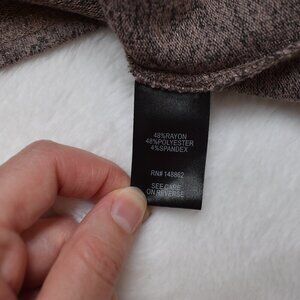 48%RAYON
48%POLYESTER
4%SPANDEX
RN# 148862
SEE CARE
ON REVERSE